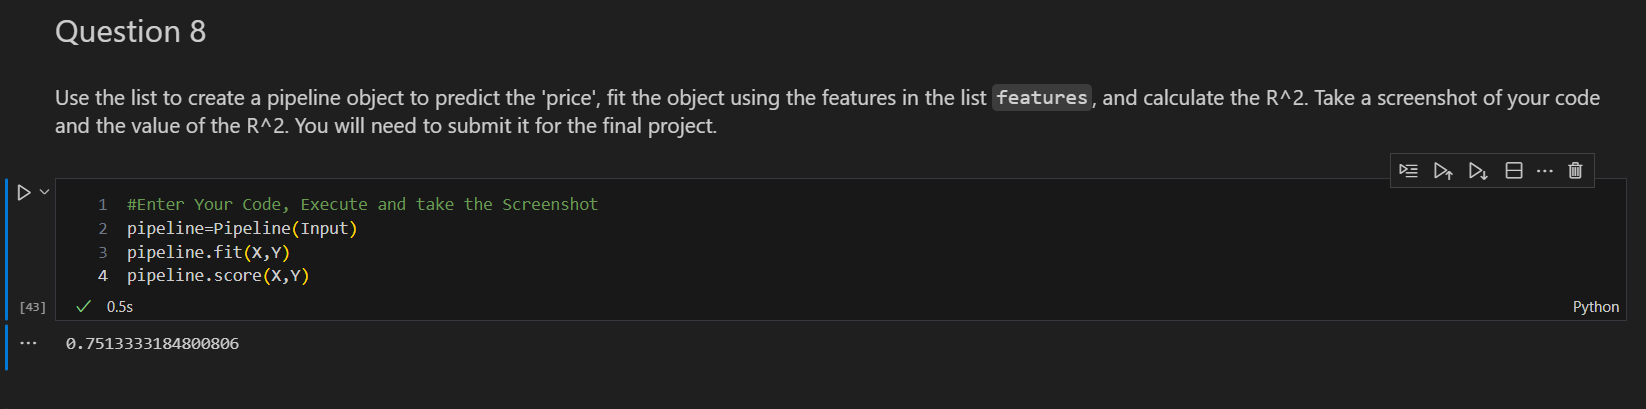 Question 8
Use the list to create a pipeline object to predict the 'price', fit the object using the features in the list features, and calculate the R^2. Take a screenshot of your code
and the value of the R^2. You will need to submit it for the final project.
1 #Enter Your Code, Execute and take the Screenshot
2 pipeline=Pipeline(Input)
3 pipeline.fit(X,Y)
4 pipeline.score(X,Y)
[43] 0.5s Python
0.7513333184800806